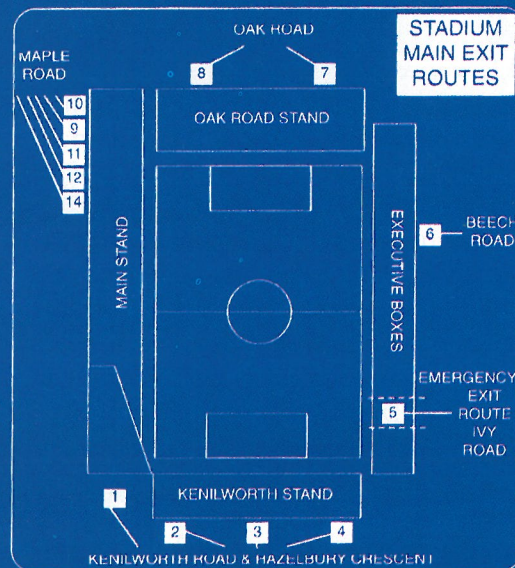 STADIUM
MAIN EXIT
ROUTES
OAK ROAD
MAPLE
ROAD
8
7
10
9
11
12
14
OAK ROAD STAND
MAIN STAND
EXECUTIVE BOXES
6
BEECH
ROAD
EMERGENCY
EXIT
ROUTE
IVY
ROAD
5
KENILWORTH STAND
1
2
3
4
KENILWORTH ROAD & HAZELBURY CRESCENT